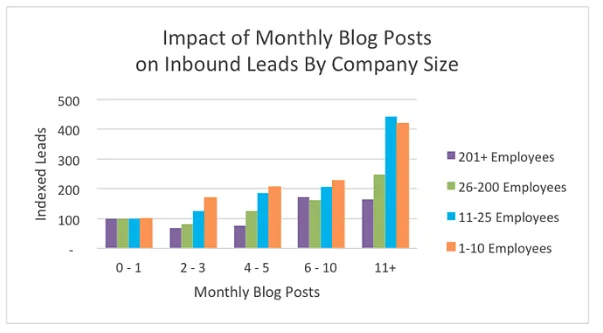 Impact of Monthly Blog Posts
on Inbound Leads By Company Size
500
400
300
200
100
-
Indexed Leads
0 - 1
2 - 3
4 - 5
6 - 10
11+
Monthly Blog Posts
201+ Employees
26-200 Employees
11-25 Employees
1-10 Employees